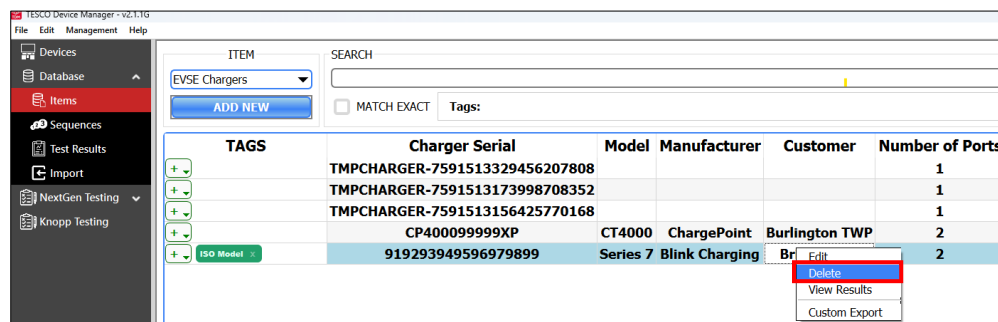 TESCO Device Manager - v2.1.1G
File Edit Management Help
Devices
Database
Items
Sequences
Test Results
Import
NextGen Testing
Knopp Testing
ITEM
EVSE Chargers
ADD NEW
SEARCH
MATCH EXACT Tags:
TAGS Charger Serial Model Manufacturer Customer Number of Ports
+ TMPCHARGER-7591513329456207808 1
+ TMPCHARGER-7591513173998708352 1
+ TMPCHARGER-7591513156425770168 1
+ CP400099999XP CT4000 ChargePoint Burlington TWP 2
+ ISO Model x 919293949596979899 Series 7 Blink Charging Br 2
Edit
Delete
View Results
Custom Export